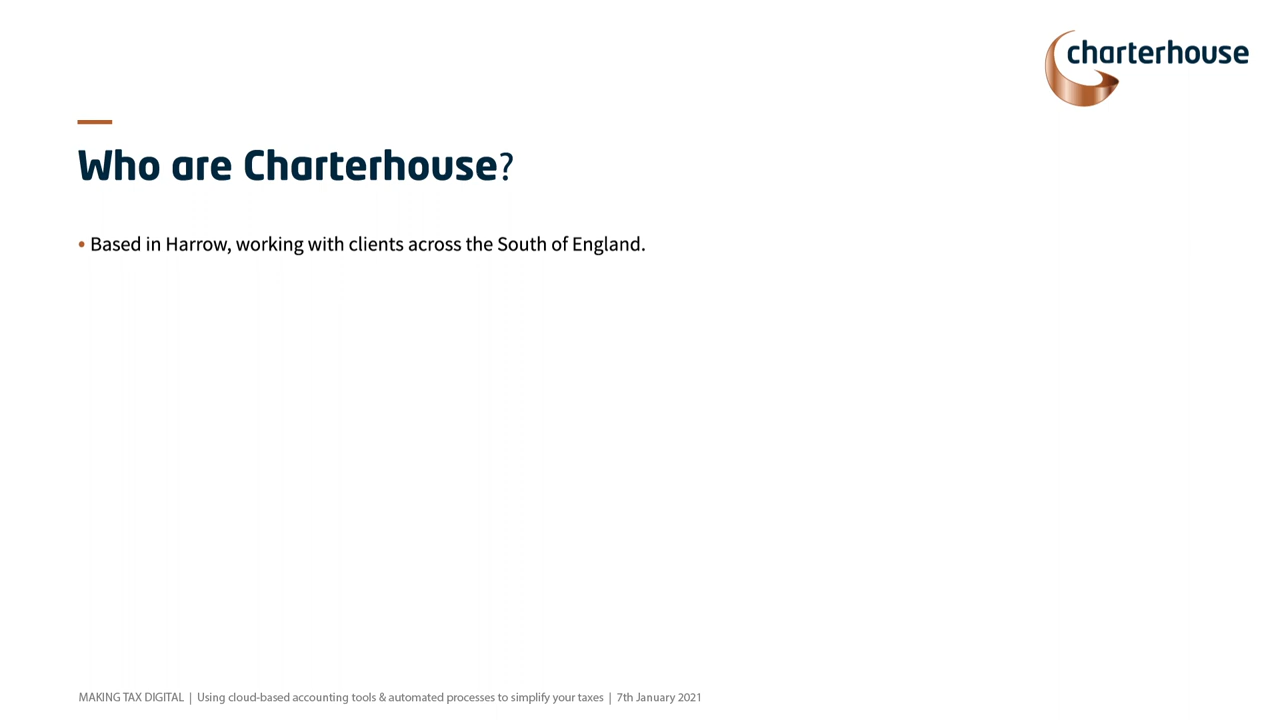 charterhouse
Who are Charterhouse?
• Based in Harrow, working with clients across the South of England.
MAKING TAX DIGITAL | Using cloud-based accounting tools & automated processes to simplify your taxes | 7th January 2021